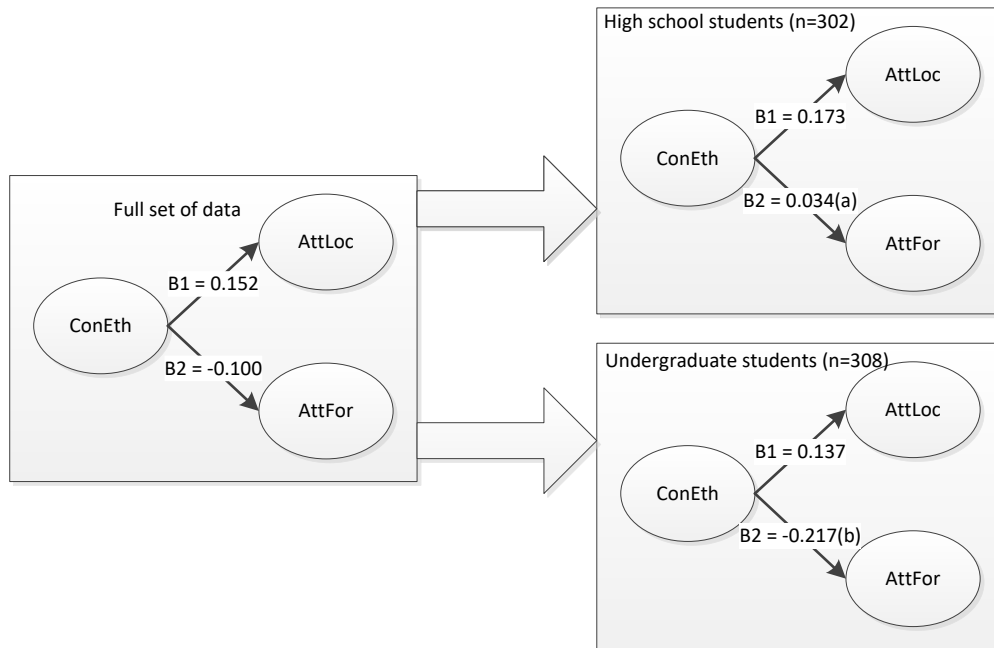 Full set of data
AttLoc
B1 = 0.152
ConEth
B2 = -0.100
AttFor
High school students (n=302)
AttLoc
B1 = 0.173
ConEth
B2 = 0.034(a)
AttFor
Undergraduate students (n=308)
AttLoc
B1 = 0.137
ConEth
B2 = -0.217(b)
AttFor